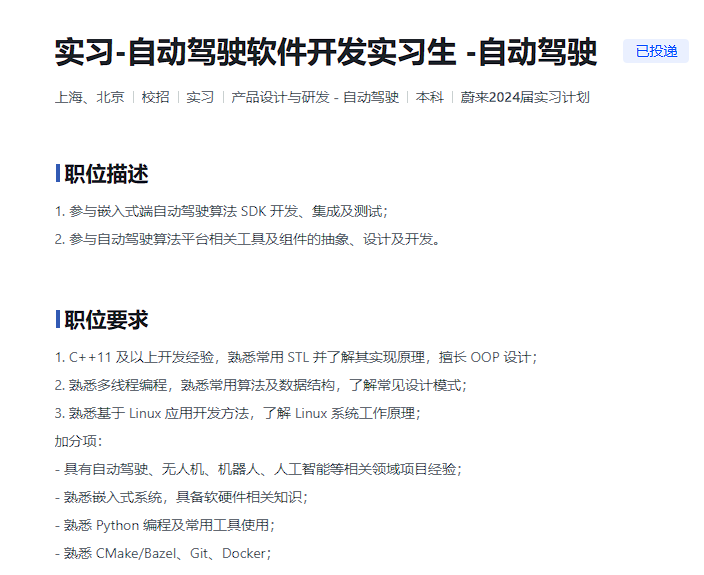 实习-自动驾驶软件开发实习生 -自动驾驶
已投递
上海、北京 | 校招 | 实习 | 产品设计与研发 - 自动驾驶 | 本科 | 蔚来2024届实习计划
职位描述
1. 参与嵌入式端自动驾驶算法 SDK 开发、集成及测试；
2. 参与自动驾驶算法平台相关工具及组件的抽象、设计及开发。
职位要求
1. C++11 及以上开发经验，熟悉常用 STL 并了解其实现原理，擅长 OOP 设计；
2. 熟悉多线程编程，熟悉常用算法及数据结构，了解常见设计模式；
3. 熟悉基于 Linux 应用开发方法，了解 Linux 系统工作原理；
加分项：
- 具有自动驾驶、无人机、机器人、人工智能等相关领域项目经验；
- 熟悉嵌入式系统，具备软硬件相关知识；
- 熟悉 Python 编程及常用工具使用；
- 熟悉 CMake/Bazel、Git、Docker；